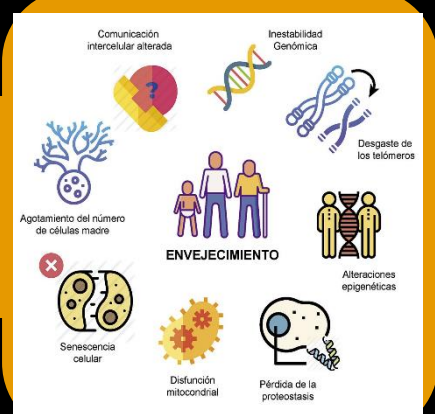 Comunicación
intercelular alterada
Inestabilidad
Genómica
?
Desgaste de
los telómeros
Agotamiento del número
de células madre
ENVEJECIMIENTO
Alteraciones
epigenéticas
Senescencia
celular
Disfunción
mitocondrial
Pérdida de la
proteostasis